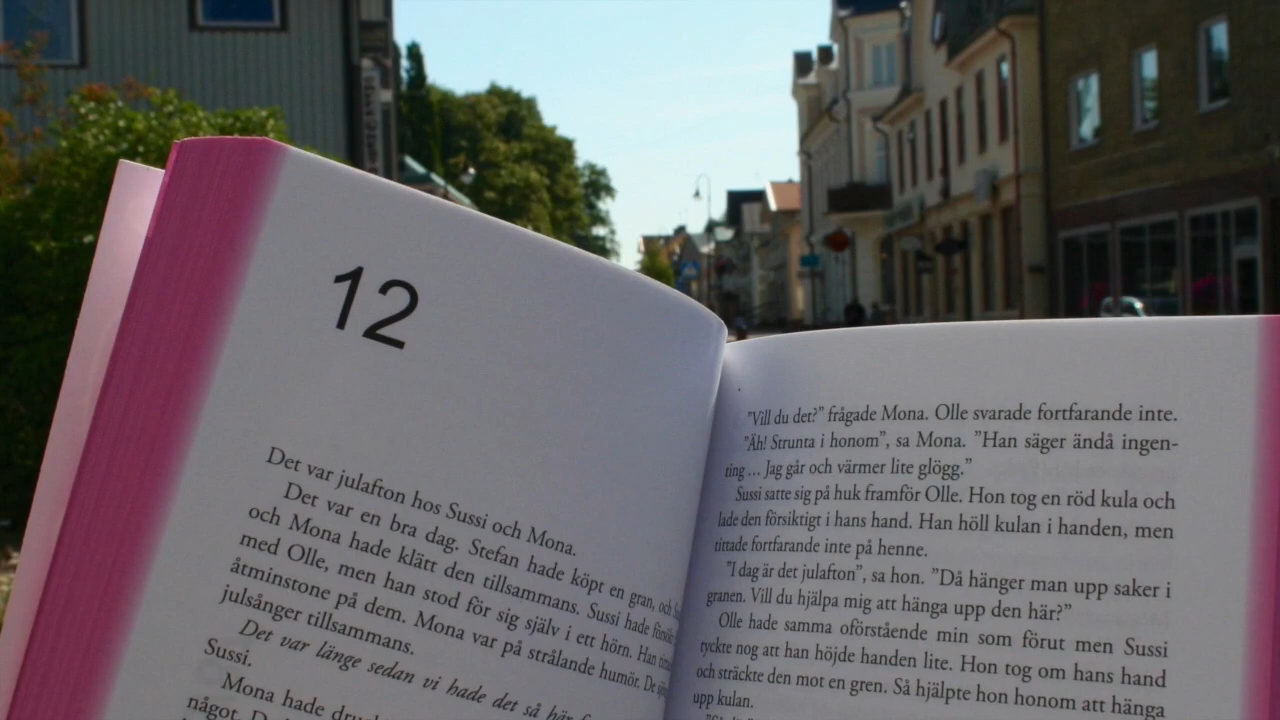 12
Det var julafton hos Sussi och Mona.
Det var en bra dag. Stefan hade köpt en gran, och
och Mona hade klätt den tillsammans. Sussi hade
med Olle, men han stod för sig själv i ett hörn. Han
åtminstone på dem. Mona var på strålande humör. De
julsånger tillsammans.
Det var länge sedan vi hade det så här
Sussi.
Mona hade
något.
"Vill du det?" frågade Mona. Olle svarade fortfarande inte.
"Äh! Strunta i honom", sa Mona. "Han säger ändå ingen-
ting ... Jag går och värmer lite glögg."
Sussi satte sig på huk framför Olle. Hon tog en röd kula och
lade den försiktigt i hans hand. Han höll kulan i handen, men
tittade fortfarande inte på henne.
"I dag är det julafton", sa hon. "Då hänger man upp saker i
granen. Vill du hjälpa mig att hänga upp den här?"
Olle hade samma oförstående min som förut men Sussi
tyckte nog att han höjde handen lite. Hon tog om hans hand
och sträckte den mot en gren. Så hjälpte hon honom att hänga
upp kulan.